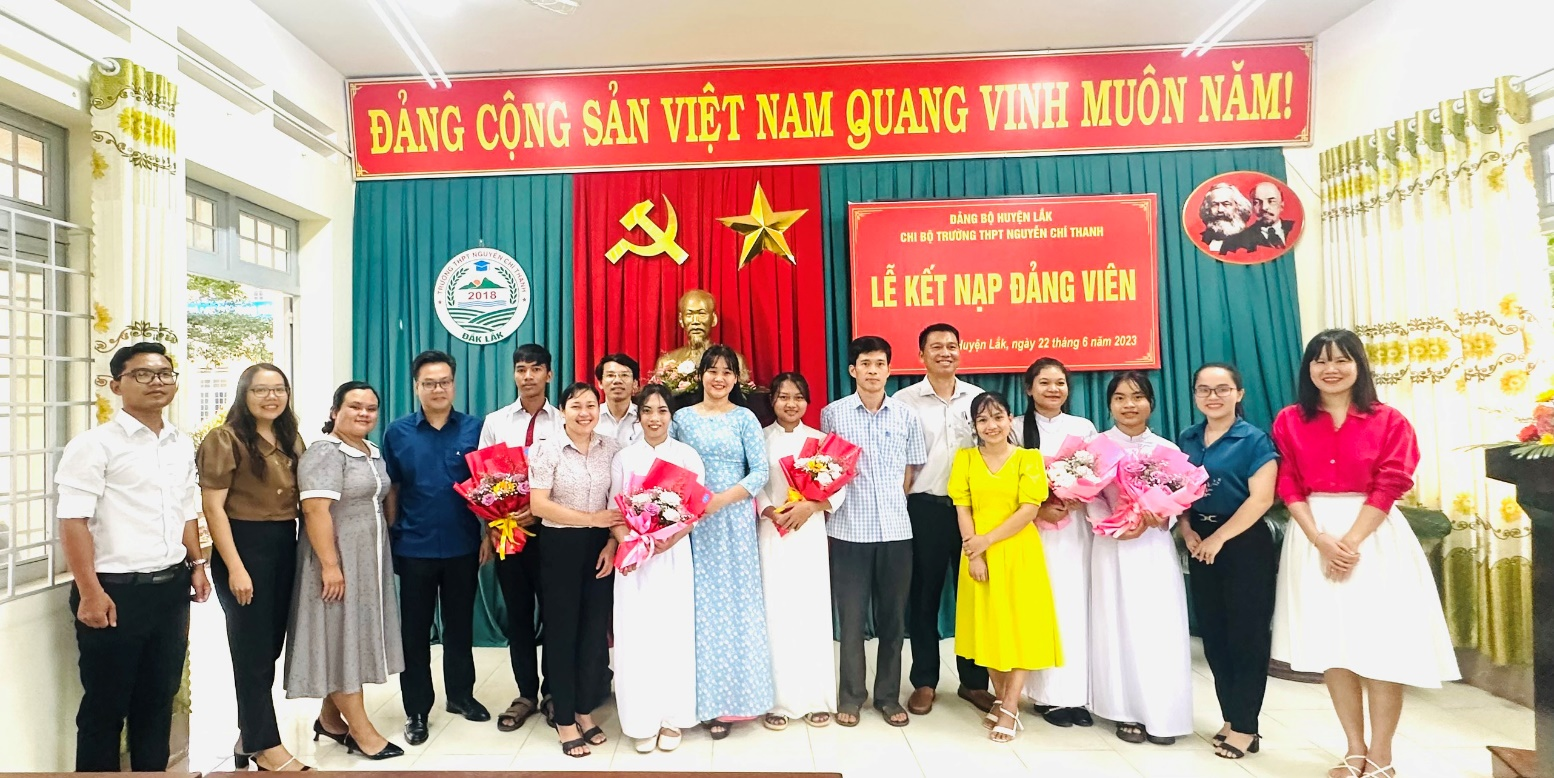 ĐẢNG CỘNG SẢN VIỆT NAM QUANG VINH MUÔN NĂM!
ĐẢNG BỘ HUYỆN LẮK
CHI BỘ TRƯỜNG THPT NGUYỄN CHÍ THANH
LỄ KẾT NẠP ĐẢNG VIÊN
Huyện Lắk, ngày 22 tháng 6 năm 2023
TRƯỜNG THPT NGUYỄN CHÍ THANH
2018
ĐĂK LĂK